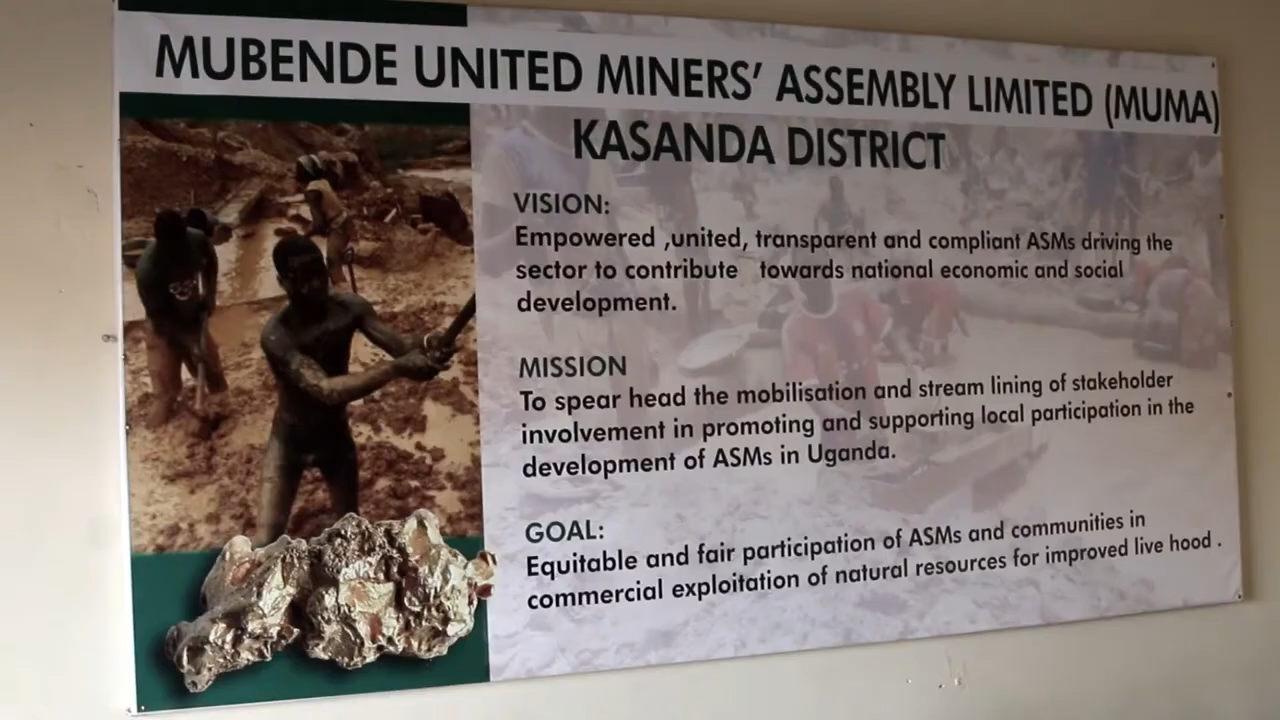 MUBENDE UNITED MINERS' ASSEMBLY LIMITED (MUMA)
KASANDA DISTRICT
VISION:
Empowered ,united, transparent and compliant ASMs driving the
sector to contribute towards national economic and social
development.
MISSION
To spear head the mobilisation and stream lining of stakeholder
involvement in promoting and supporting local participation in the
development of ASMs in Uganda.
GOAL:
Equitable and fair participation of ASMs and communities in
commercial exploitation of natural resources for improved live hood .